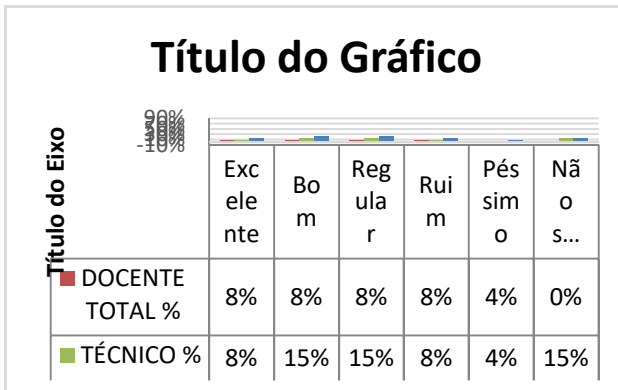 Título do Gráfico
Título do Eixo
90%
-10%
Exc
ele
nte
Bo
m
Reg
ula
r
Rui
m
Pés
sim
o
Nã
o
s...
DOCENTE
TOTAL %
8% 8% 8% 8% 4% 0%
TÉCNICO % 8% 15% 15% 8% 4% 15%